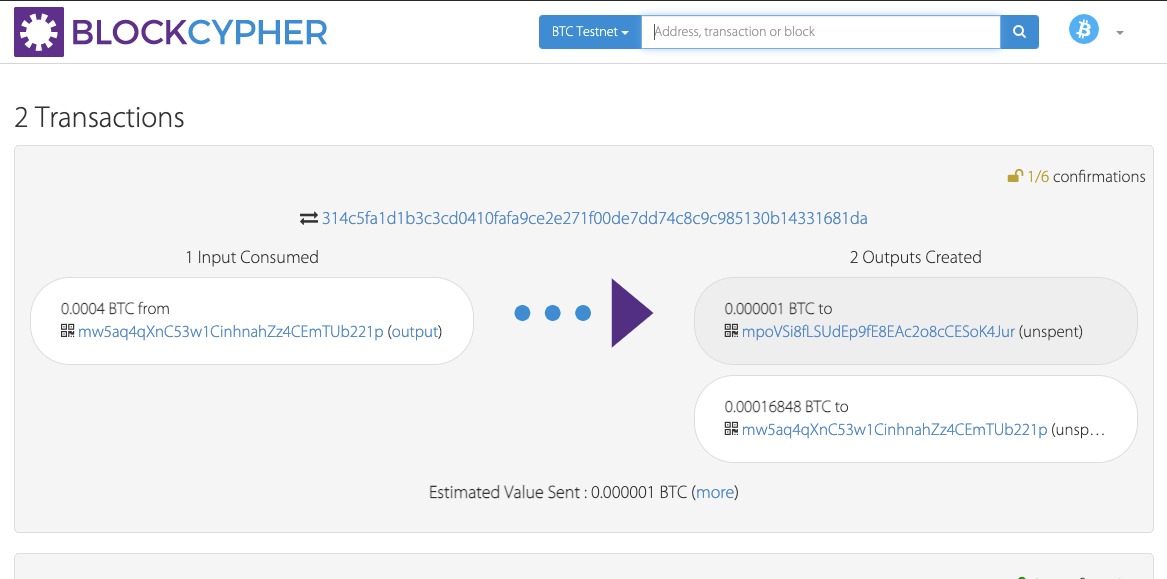 BLOCKCYPHER
BTC Testnet
Address, transaction or block
2 Transactions
1/6 confirmations
314c5fa1d1b3c3cd0410fafa9ce2e271f00de7dd74c8c9c985130b14331681da
1 Input Consumed
2 Outputs Created
0.0004 BTC from
mw5aq4qXnC53w1CinhnahZz4CEmTUb221p (output)
0.000001 BTC to
mpoVSi8fLSUdEp9fE8EAc2o8cCESoK4Jur (unspent)
0.00016848 BTC to
mw5aq4qXnC53w1CinhnahZz4CEmTUb221p (unsp…
Estimated Value Sent : 0.000001 BTC (more)